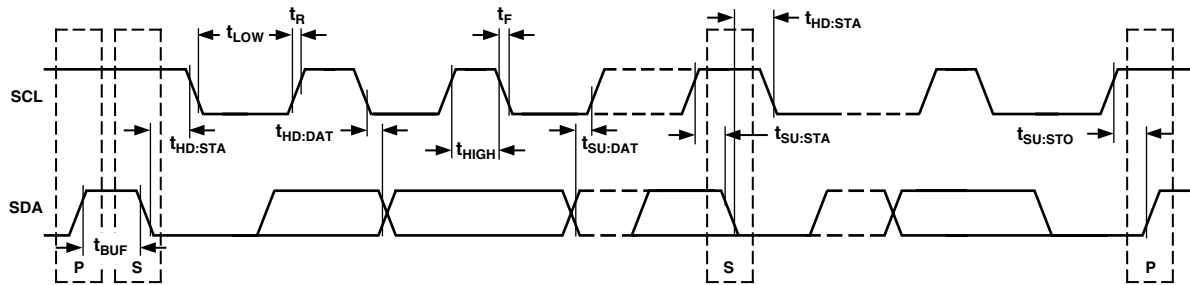 tR
tF
tHD:STA
tLOW
SCL
tHD:STA
tHD:DAT
tHIGH
tSU:DAT
tSU:STA
tSU:STO
SDA
tBUF
P
S
S
P